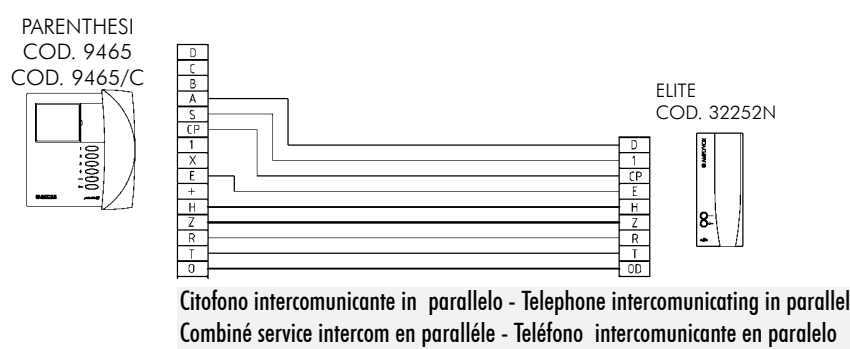 PARENTHESI
COD. 9465
COD. 9465/C
D
C
B
A
S
CP
1
X
E
+
H
Z
R
T
O
ELITE
COD. 32252N
D
1
CP
E
H
Z
R
T
OD
Citofono intercomunicante in parallelo - Telephone intercomunicating in parallel
Combiné service intercom en paralléle - Teléfono intercomunicante en paralelo